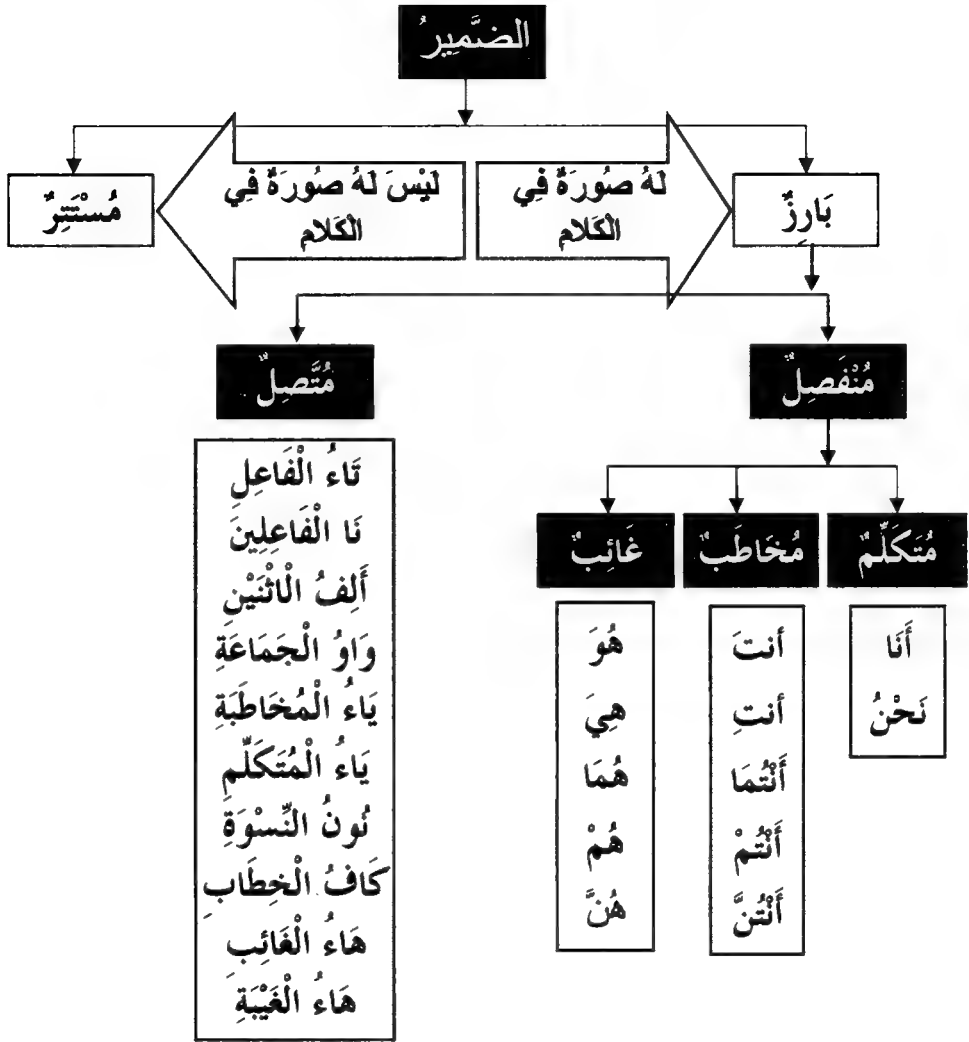 الضَّمِيرُ
بَارِزٌ
لَهُ صُورَةٌ فِي
الْكَلَام
لَيْسَ لَهُ صُورَةٌ فِي
الْكَلَام
مُسْتَتِرٌ
مُنْفَصِلٌ
مُتَّصِلٌ
مُتَكَلِّمٌ
مُخَاطَبٌ
غَائِبٌ
أَنَا
نَحْنُ
أنتَ
أنتِ
أَنْتُمَا
أَنْتُمْ
أَنْتُنَّ
هُوَ
هِيَ
هُمَا
هُمْ
هُنَّ
تَاءُ الْفَاعِلِ
نَا الْفَاعِلِينَ
أَلِفُ الْاثْنَيْنِ
وَاوُ الْجَمَاعَةِ
يَاءُ الْمُخَاطَبَةِ
يَاءُ الْمُتَكَلِّمِ
نُونُ النِّسْوَةِ
كَافُ الْخِطَابِ
هَاءُ الْغَائِب
هَاءُ الْغَيْبَةِ